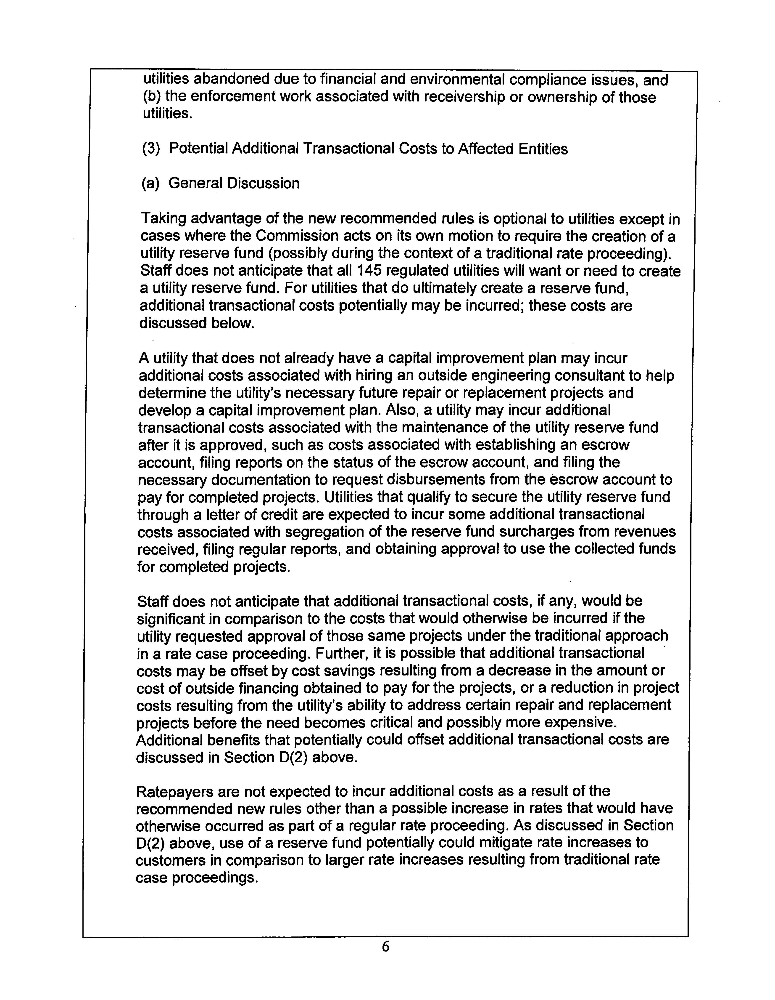 utilities abandoned due to financial and environmental compliance issues, and
(b) the enforcement work associated with receivership or ownership of those
utilities.
(3) Potential Additional Transactional Costs to Affected Entities
(a) General Discussion
Taking advantage of the new recommended rules is optional to utilities except in
cases where the Commission acts on its own motion to require the creation of a
utility reserve fund (possibly during the context of a traditional rate proceeding).
Staff does not anticipate that all 145 regulated utilities will want or need to create
a utility reserve fund. For utilities that do ultimately create a reserve fund,
additional transactional costs potentially may be incurred; these costs are
discussed below.
A utility that does not already have a capital improvement plan may incur
additional costs associated with hiring an outside engineering consultant to help
determine the utility's necessary future repair or replacement projects and
develop a capital improvement plan. Also, a utility may incur additional
transactional costs associated with the maintenance of the utility reserve fund
after it is approved, such as costs associated with establishing an escrow
account, filing reports on the status of the escrow account, and filing the
necessary documentation to request disbursements from the escrow account to
pay for completed projects. Utilities that qualify to secure the utility reserve fund
through a letter of credit are expected to incur some additional transactional
costs associated with segregation of the reserve fund surcharges from revenues
received, filing regular reports, and obtaining approval to use the collected funds
for completed projects.
Staff does not anticipate that additional transactional costs, if any, would be
significant in comparison to the costs that would otherwise be incurred if the
utility requested approval of those same projects under the traditional approach
in a rate case proceeding. Further, it is possible that additional transactional
costs may be offset by cost savings resulting from a decrease in the amount or
cost of outside financing obtained to pay for the projects, or a reduction in project
costs resulting from the utility's ability to address certain repair and replacement
projects before the need becomes critical and possibly more expensive.
Additional benefits that potentially could offset additional transactional costs are
discussed in Section D(2) above.
Ratepayers are not expected to incur additional costs as a result of the
recommended new rules other than a possible increase in rates that would have
otherwise occurred as part of a regular rate proceeding. As discussed in Section
D(2) above, use of a reserve fund potentially could mitigate rate increases to
customers in comparison to larger rate increases resulting from traditional rate
case proceedings.
6